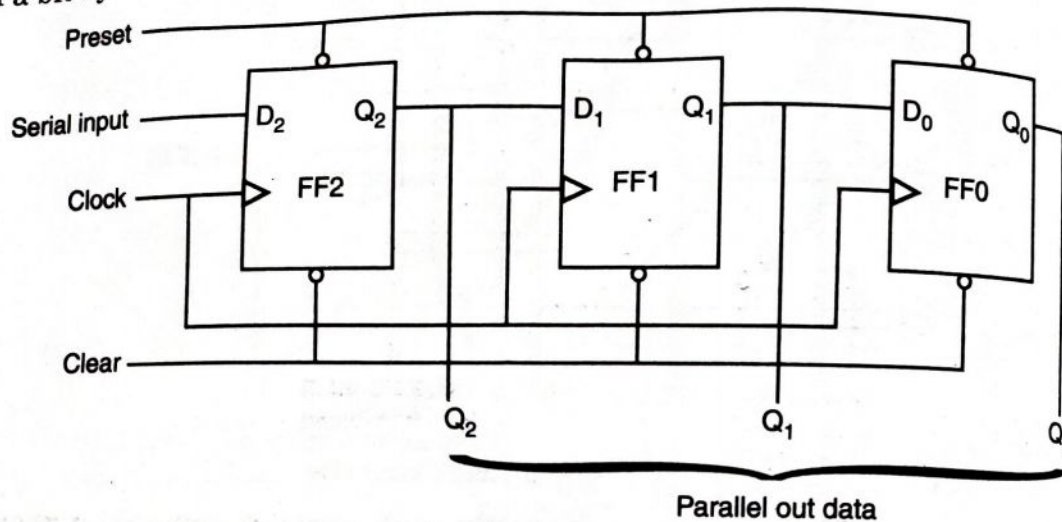 Preset
Serial input
D₂ Q₂
D₁ Q₁
D₀ Q₀
Clock
FF2
FF1
FF0
Clear
Q₂
Q₁
Q
Parallel out data